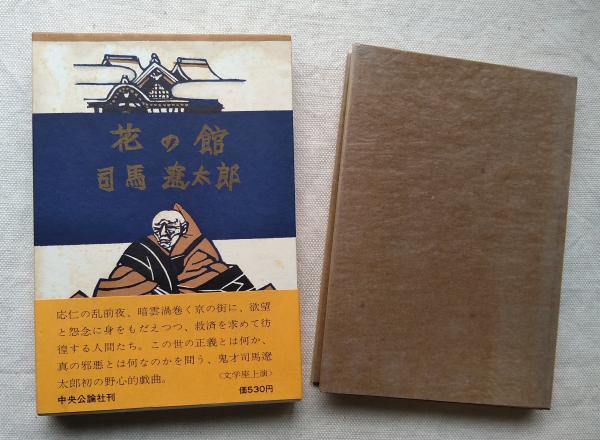 花の館
司馬遼太郎
応仁の乱前夜、暗雲渦巻く京の街に、欲望
と怨念に身をもだえつつ、救済を求めて彷
徨する人間たち。この世の正義とは何か、
真の邪悪とは何なのかを問う、鬼才司馬遼
太郎初の野心的戯曲。 〈文学座上演〉
中央公論社刊 価530円